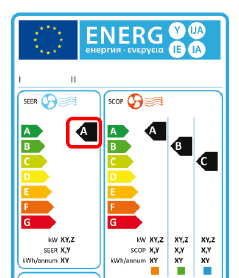 ENERG Y IJA
енергия · ενεργεια IE IA
I II
SEER
SCOP
A
B
C
D
E
F
G
A
A
B
C
D
E
F
G
A
B
C
kW XY,Z
SEER X,Y
kWh/annum XY
kW XY,Z XY,Z XY,Z
SCOP X,Y X,Y X,Y
kWh/annum XY XY XY